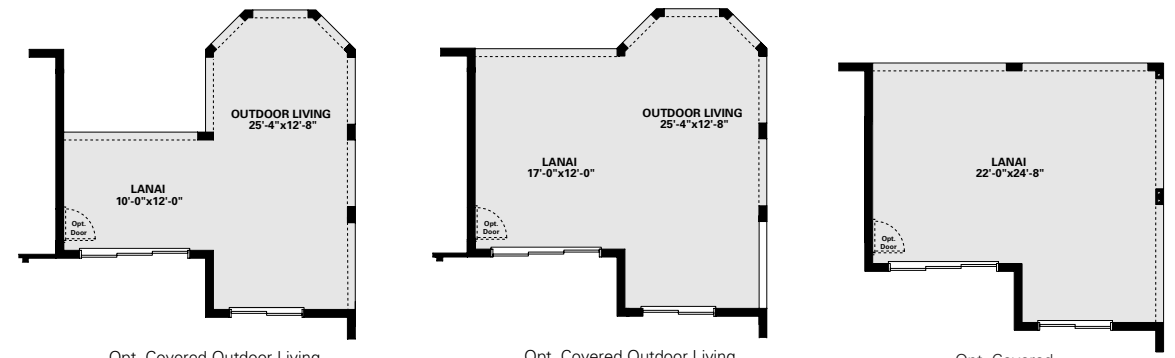 OUTDOOR LIVING
25'-4"x12'-8"
LANAI
10'-0"x12'-0"
Opt.
Door
Opt. Covered Outdoor Living
OUTDOOR LIVING
25'-4"x12'-8"
LANAI
17'-0"x12'-0"
Opt.
Door
Opt. Covered Outdoor Living
LANAI
22'-0"x24'-8"
Opt.
Door
Opt. Covered